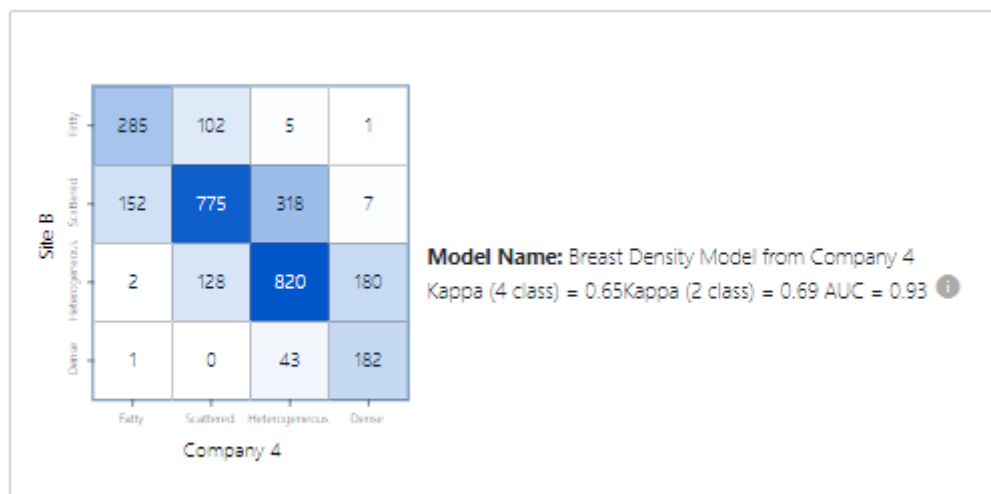 Site B
Fatty 285 102 5 1
Scattered 152 775 318 7
Heterogeneous 2 128 820 180
Dense 1 0 43 182
Fatty Scattered Heterogeneous Dense
Company 4
Model Name: Breast Density Model from Company 4
Kappa (4 class) = 0.65Kappa (2 class) = 0.69 AUC = 0.93 i